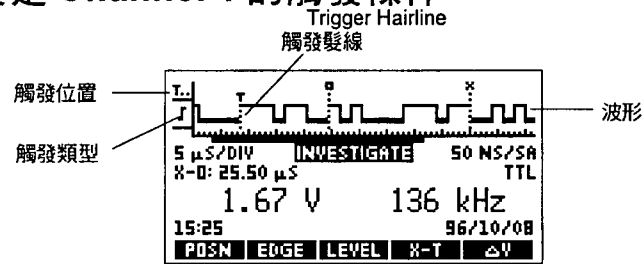 Trigger Hairline
觸發髮線
觸發位置
波形
觸發類型
T..
T
X
5 µS/DIV INVESTIGATE 50 NS/SA
X-O: 25.50 µS TTL
1.67 V 136 kHz
15:25 96/10/08
POSN EDGE LEVEL X-T △V